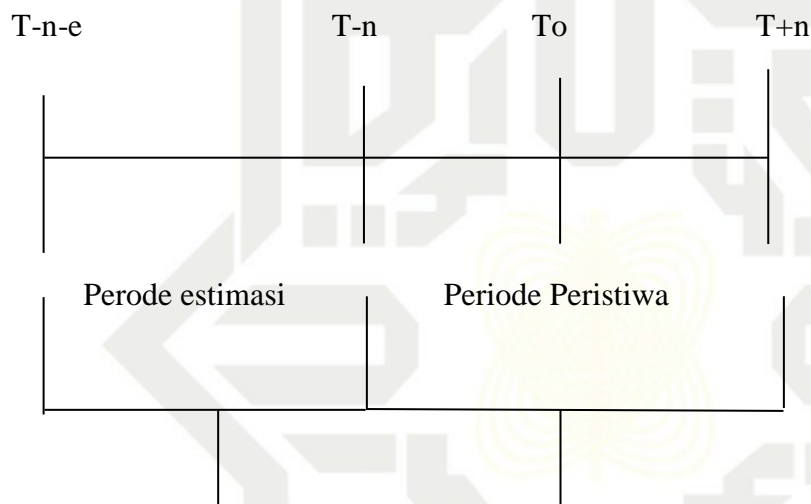 T-n-e T-n To T+n
Perode estimasi Periode Peristiwa